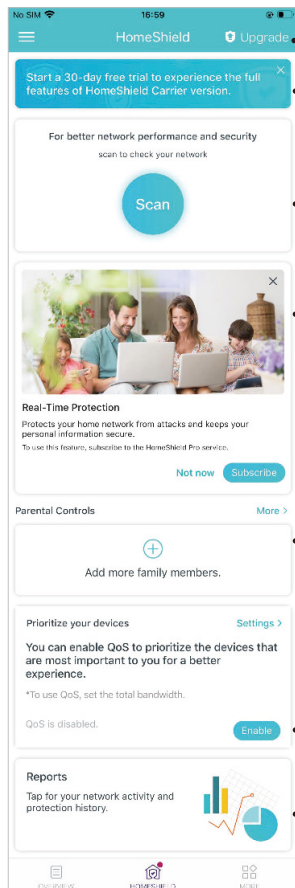 No SIM 16:59
HomeShield Upgrade
Start a 30-day free trial to experience the full
features of HomeShield Carrier version.
For better network performance and security
scan to check your network
Scan
Real-Time Protection
Protects your home network from attacks and keeps your
personal information secure.
To use this feature, subscribe to the HomeShield Pro service.
Not now Subscribe
Parental Controls More >
Add more family members.
Prioritize your devices Settings >
You can enable QoS to prioritize the devices that
are most important to you for a better
experience.
*To use QoS, set the total bandwidth.
QoS is disabled. Enable
Reports
Tap for your network activity and
protection history.
OVERVIEW HOMESHIELD MORE